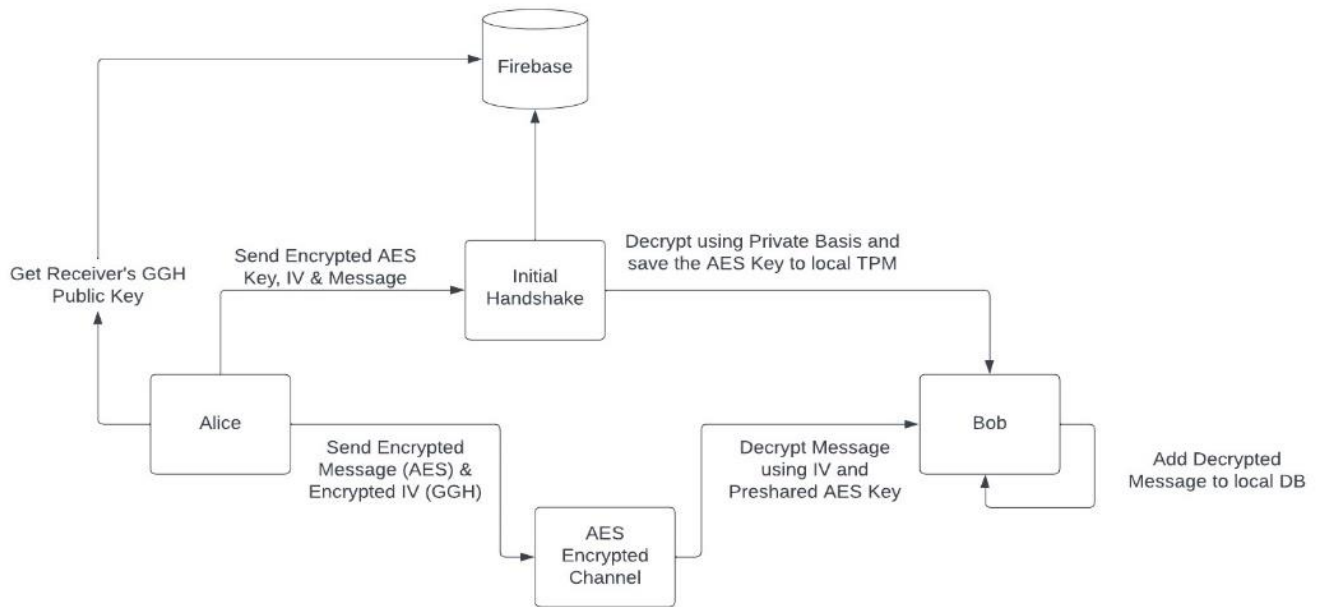 Firebase
Send Encrypted AES
Key, IV & Message
Initial
Handshake
Decrypt using Private Basis and
save the AES Key to local TPM
Get Receiver's GGH
Public Key
Alice
Send Encrypted
Message (AES) &
Encrypted IV (GGH)
AES
Encrypted
Channel
Decrypt Message
using IV and
Preshared AES Key
Bob
Add Decrypted
Message to local DB